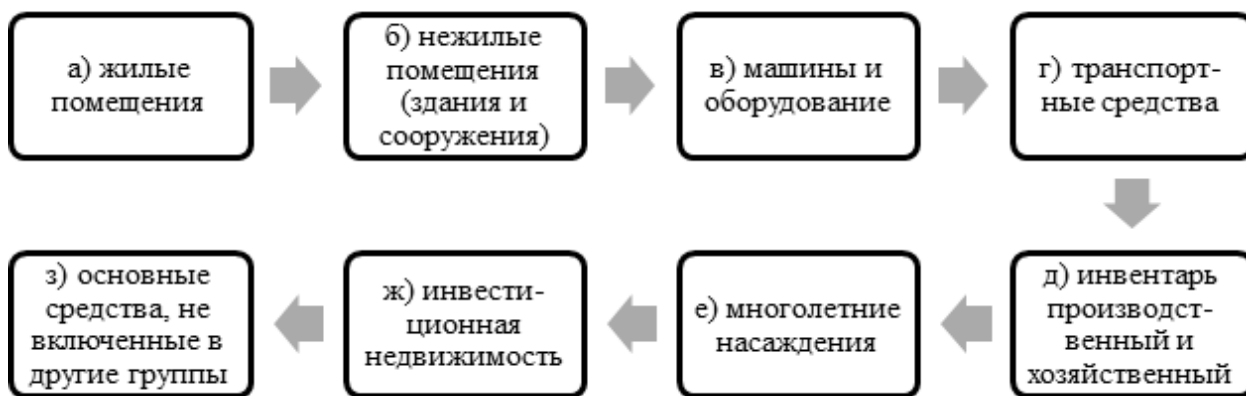 а) жилые
помещения
б) нежилые
помещения
(здания и
сооружения)
в) машины и
оборудование
г) транспорт-
ные средства
д) инвентарь
производст-
венный и
хозяйственный
е) многолетние
насаждения
ж) инвести-
ционная
недвижимость
з) основные
средства, не
включенные в
другие группы